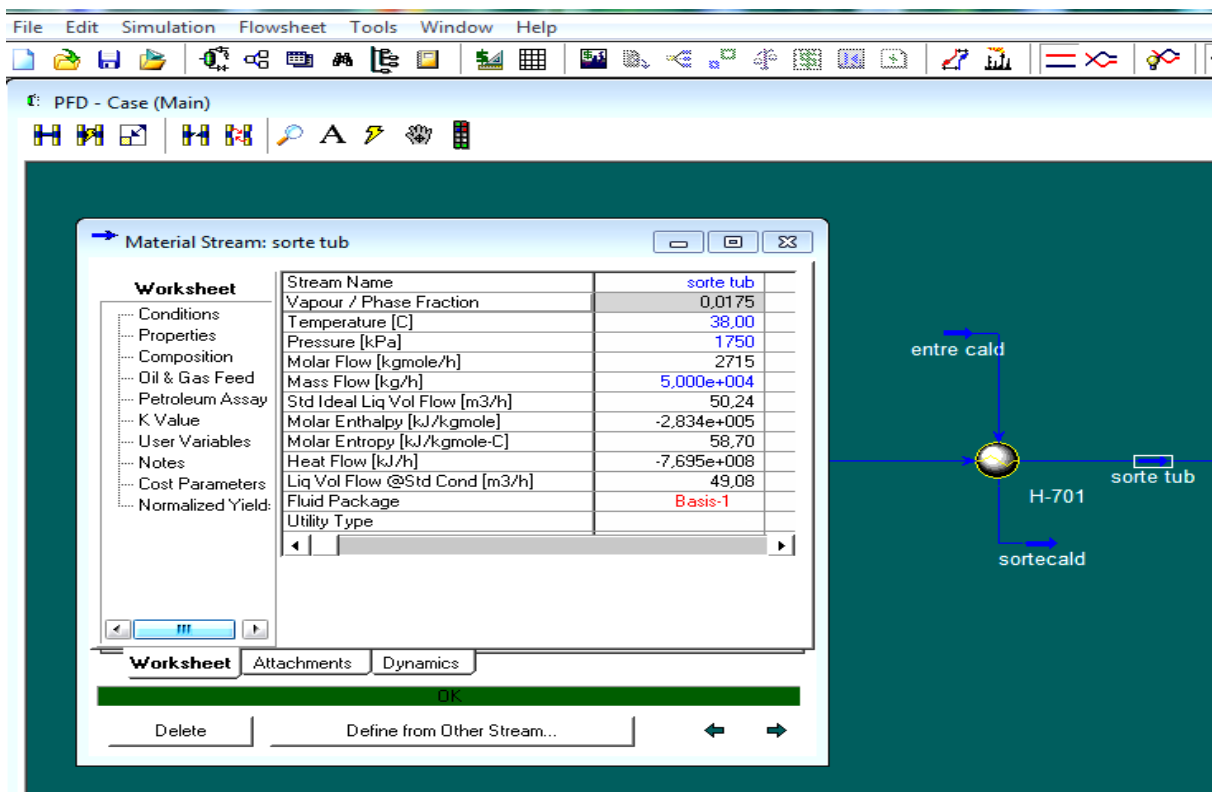 File Edit Simulation Flowsheet Tools Window Help
PFD - Case (Main)
A
Material Stream: sorte tub
Worksheet
Conditions
Properties
Composition
Oil & Gas Feed
Petroleum Assay
K Value
User Variables
Notes
Cost Parameters
Normalized Yield:
Stream Name sorte tub
Vapour / Phase Fraction 0,0175
Temperature [C] 38,00
Pressure [kPa] 1750
Molar Flow [kgmole/h] 2715
Mass Flow [kg/h] 5,000e+004
Std Ideal Liq Vol Flow [m3/h] 50,24
Molar Enthalpy [kJ/kgmole] -2,834e+005
Molar Entropy [kJ/kgmole-C] 58,70
Heat Flow [kJ/h] -7,695e+008
Liq Vol Flow @Std Cond [m3/h] 49,08
Fluid Package Basis-1
Utility Type
Worksheet Attachments Dynamics
OK
Delete Define from Other Stream...
entre cald
sorte tub
H-701
sortecald